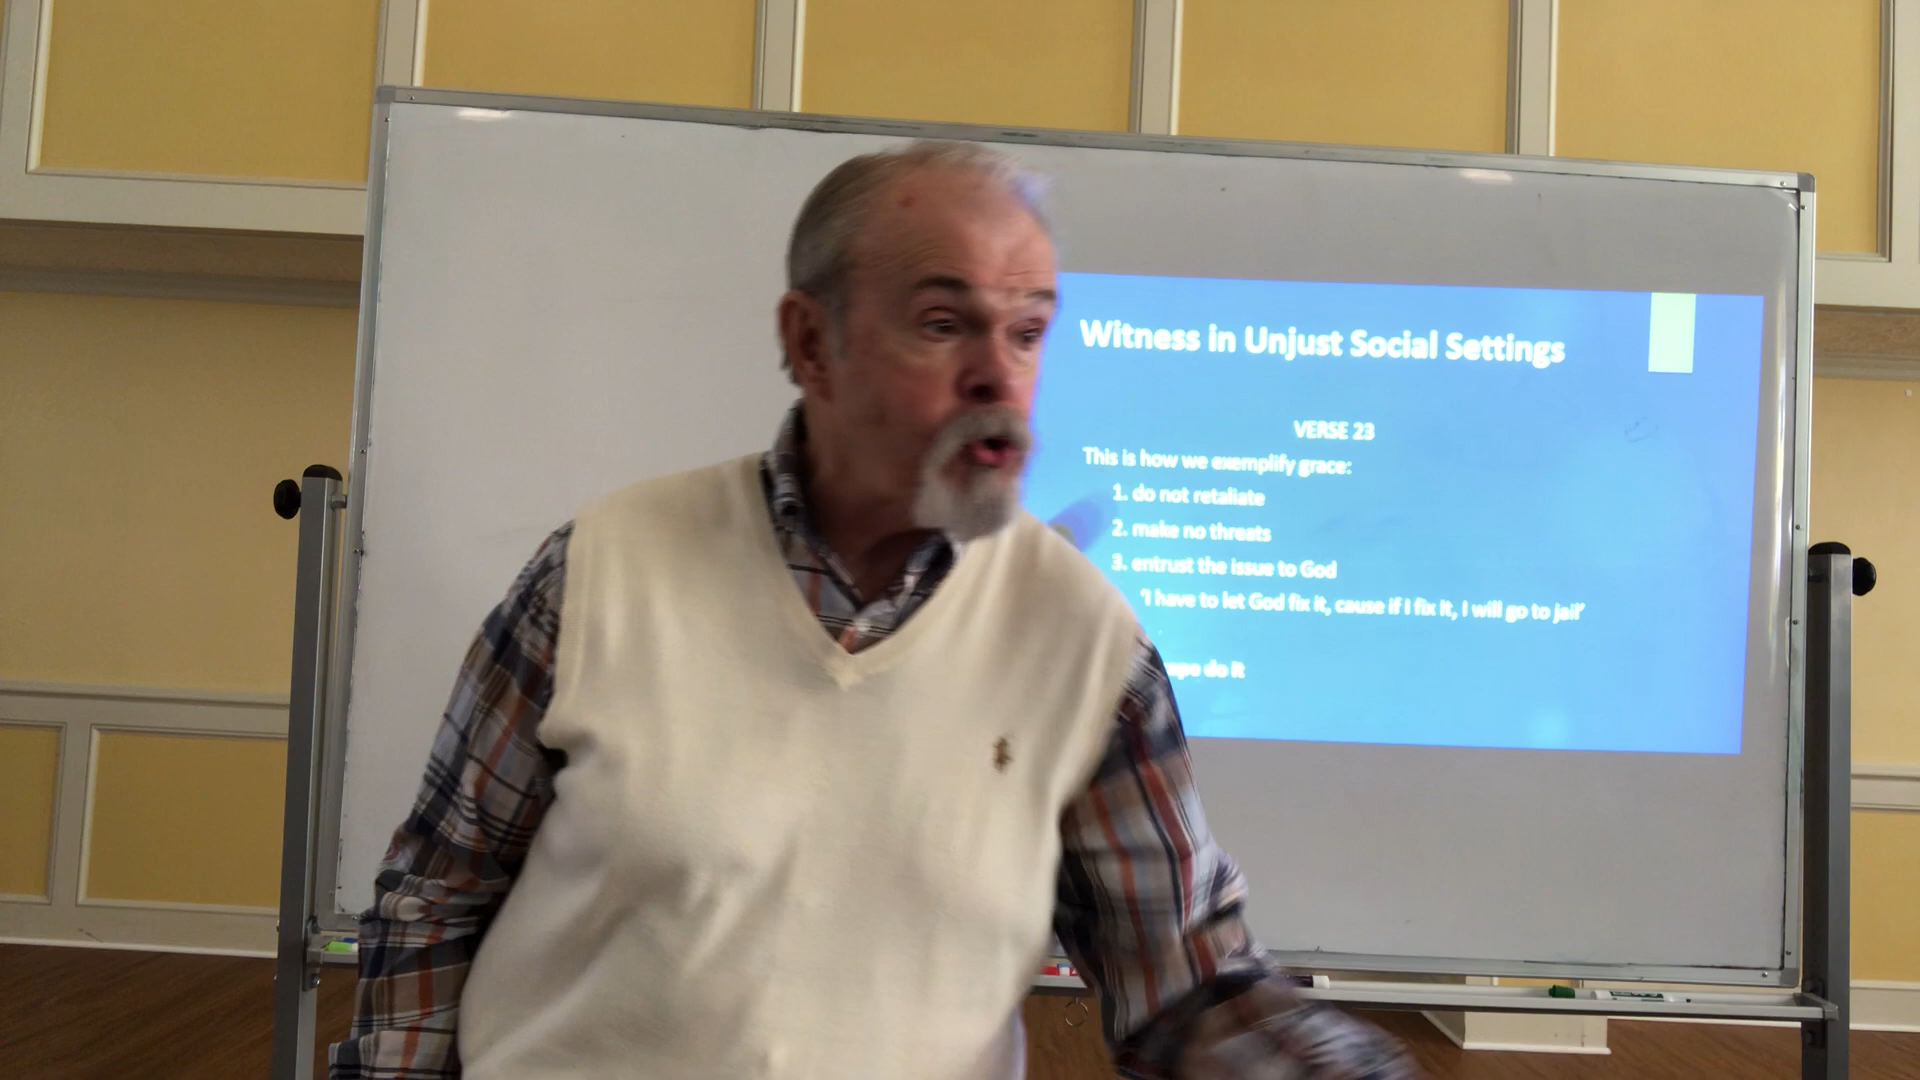 Witness in Unjust Social Settings
VERSE 23
This is how we exemplify grace:
1. do not retaliate
2. make no threats
3. entrust the issue to God
'I have to let God fix it, cause if I fix it, I will go to jail'
do it